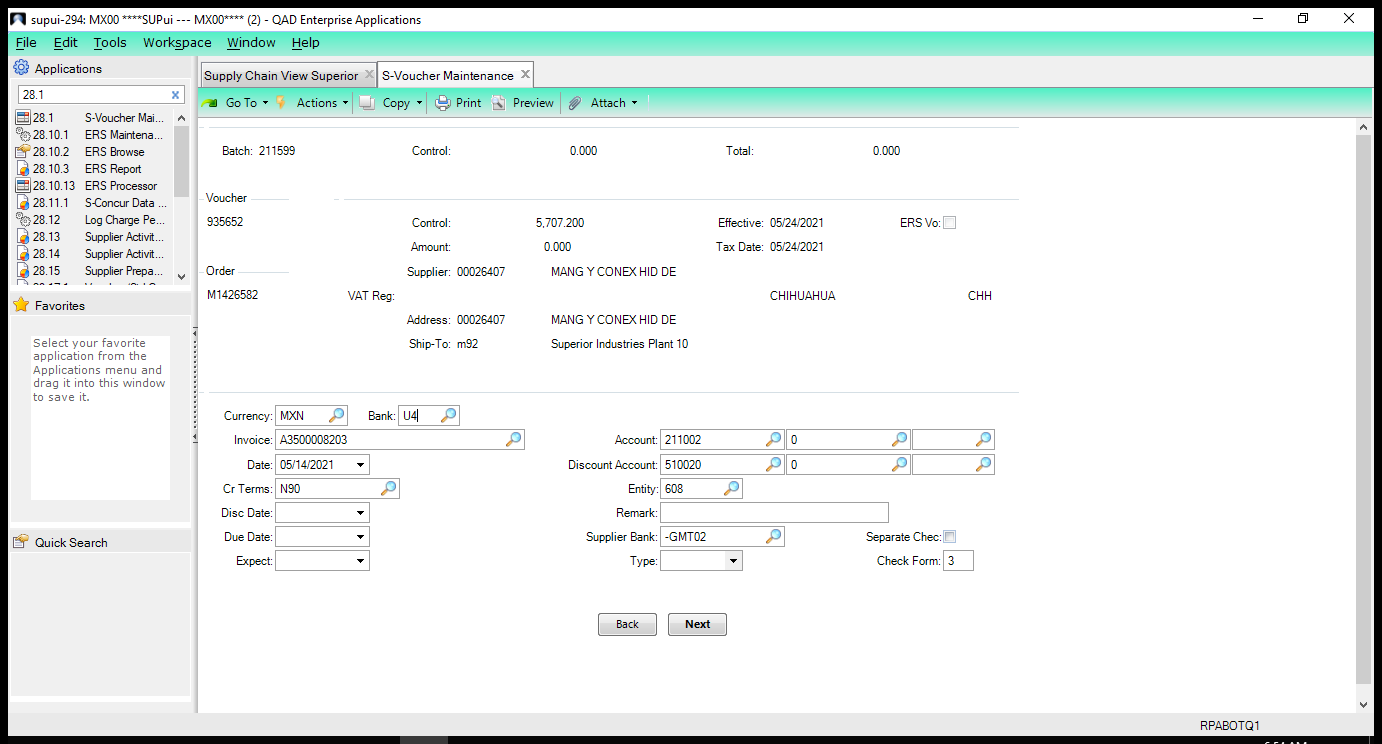 supui-294: MX00 ****SUPui --- MX00**** (2) - QAD Enterprise Applications
File Edit Tools Workspace Window Help
Applications
28.1
28.1 S-Voucher Mai...
28.10.1 ERS Maintena...
28.10.2 ERS Browse
28.10.3 ERS Report
28.10.13 ERS Processor
28.11.1 S-Concur Data ...
28.12 Log Charge Pe...
28.13 Supplier Activit...
28.14 Supplier Activit...
28.15 Supplier Prepa...
Favorites
Select your favorite
application from the
Applications menu and
drag it into this window
to save it.
Quick Search
Supply Chain View Superior S-Voucher Maintenance
Go To Actions Copy Print Preview Attach
Batch: 211599 Control: 0.000 Total: 0.000
Voucher
935652 Control: 5,707.200 Effective: 05/24/2021 ERS Vo:
Amount: 0.000 Tax Date: 05/24/2021
Order Supplier: 00026407 MANG Y CONEX HID DE
M1426582 VAT Reg: CHIHUAHUA CHH
Address: 00026407 MANG Y CONEX HID DE
Ship-To: m92 Superior Industries Plant 10
Currency: MXN Bank: U4
Invoice: A3500008203 Account: 211002 0
Date: 05/14/2021 Discount Account: 510020 0
Cr Terms: N90 Entity: 608
Disc Date: Remark:
Due Date: Supplier Bank: -GMT02 Separate Chec:
Expect: Type: Check Form: 3
Back Next
RPABOTQ1